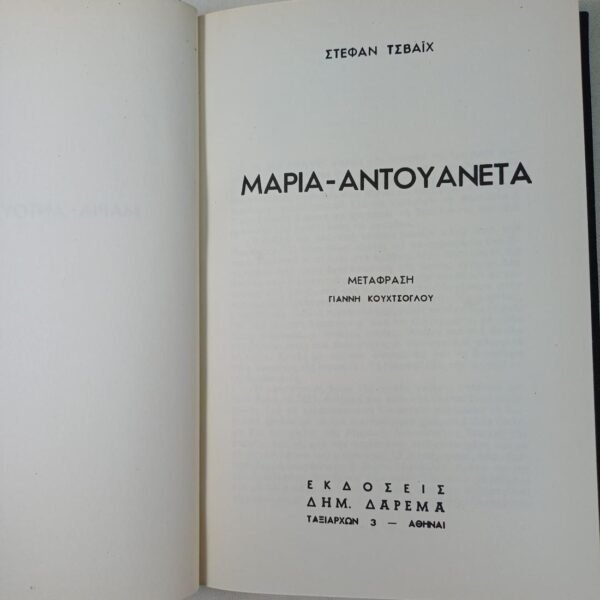 ΣΤΕΦΑΝ ΤΣΒΑΪΧ
ΜΑΡΙΑ-ΑΝΤΟΥΑΝΕΤΑ
ΜΕΤΑΦΡΑΣΗ
ΓΙΑΝΝΗ ΚΟΥΧΤΣΟΓΛΟΥ
ΕΚΔΟΣΕΙΣ
ΔΗΜ. ΔΑΡΕΜΑ
ΤΑΞΙΑΡΧΩΝ 3 — ΑΘΗΝΑΙ